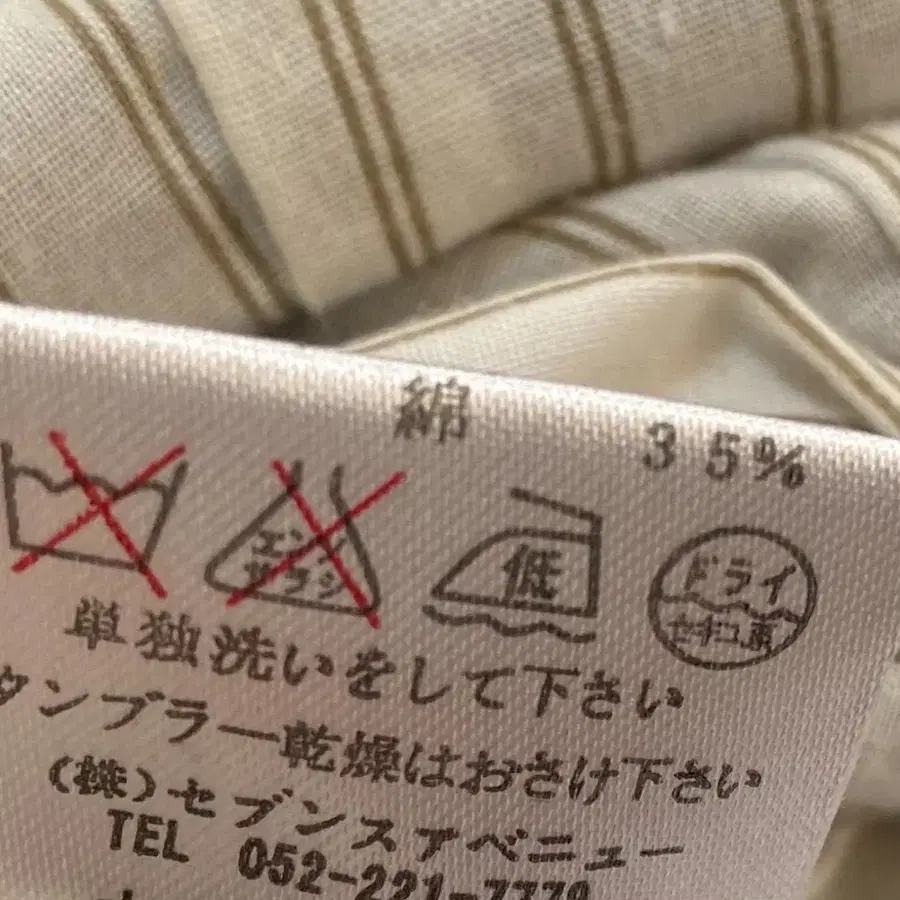 綿 35%
エンソ 低 ドライ
サラシ セキユ系
単独洗いをして下さい
タンブラー乾燥はおさけ下さい
(株)セブンスアベニュー
TEL 052-221-7779